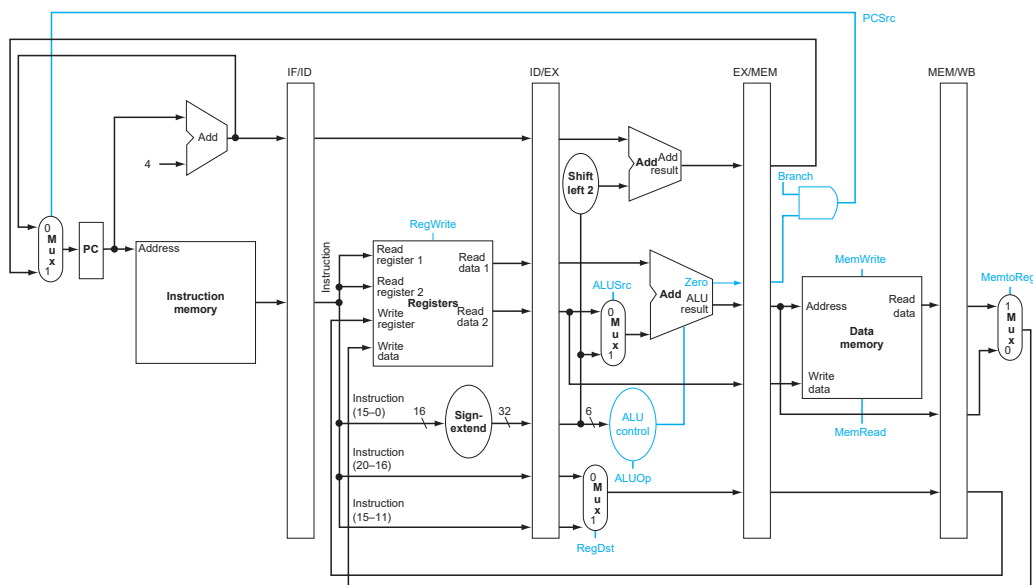 PCSrc
IF/ID
ID/EX
EX/MEM
MEM/WB
Add
4
Add
Add
result
Shift
left 2
Branch
0
M
u
x
1
PC
Address
Instruction
memory
Instruction
RegWrite
Read
register 1
Read
register 2
Write
register
Write
data
Registers
Read
data 1
Read
data 2
ALUSrc
0
M
u
x
1
Add
Zero
ALU
result
MemWrite
Address
Read
data
Data
memory
Write
data
MemRead
MemtoReg
1
M
u
x
0
Instruction
(15–0)
16
Sign-
extend
32
6
ALU
control
ALUOp
Instruction
(20–16)
Instruction
(15–11)
0
M
u
x
1
RegDst